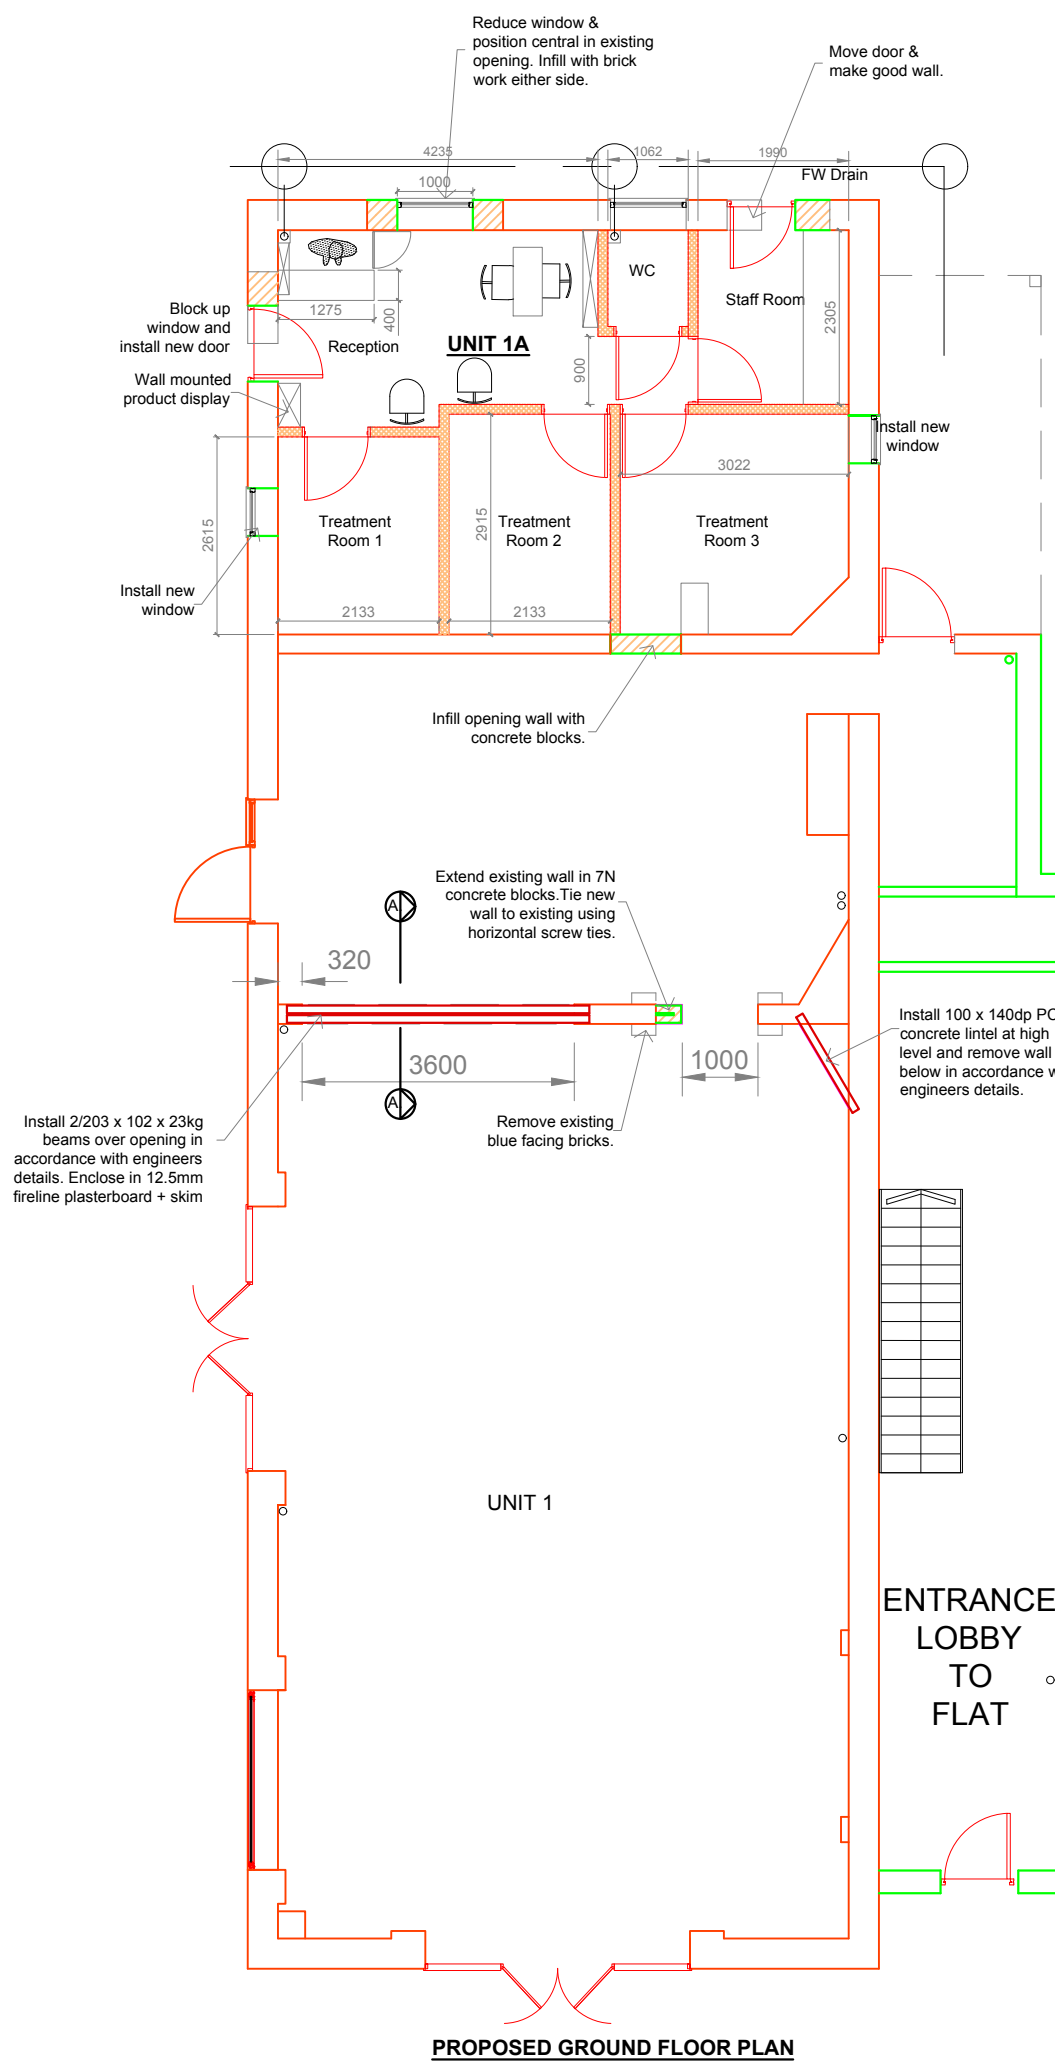 Reduce window &
position central in existing
opening. Infill with brick
work either side.
Move door &
make good wall.
4235
1062
1990
FW Drain
1000
WC
Staff Room
Block up
window and
install new door
1275
400
Reception
UNIT 1A
900
2305
Wall mounted
product display
Install new
window
3022
2615
Treatment
Room 1
2915
Treatment
Room 2
Treatment
Room 3
Install new
window
2133
2133
Infill opening wall with
concrete blocks.
Extend existing wall in 7N
concrete blocks.Tie new
wall to existing using
horizontal screw ties.
A
320
Install 100 x 140dp PC
concrete lintel at high
level and remove wall
below in accordance w
engineers details.
3600
1000
A
Install 2/203 x 102 x 23kg
beams over opening in
accordance with engineers
details. Enclose in 12.5mm
fireline plasterboard + skim
Remove existing
blue facing bricks.
UNIT 1
ENTRANCE
LOBBY
TO
FLAT
PROPOSED GROUND FLOOR PLAN